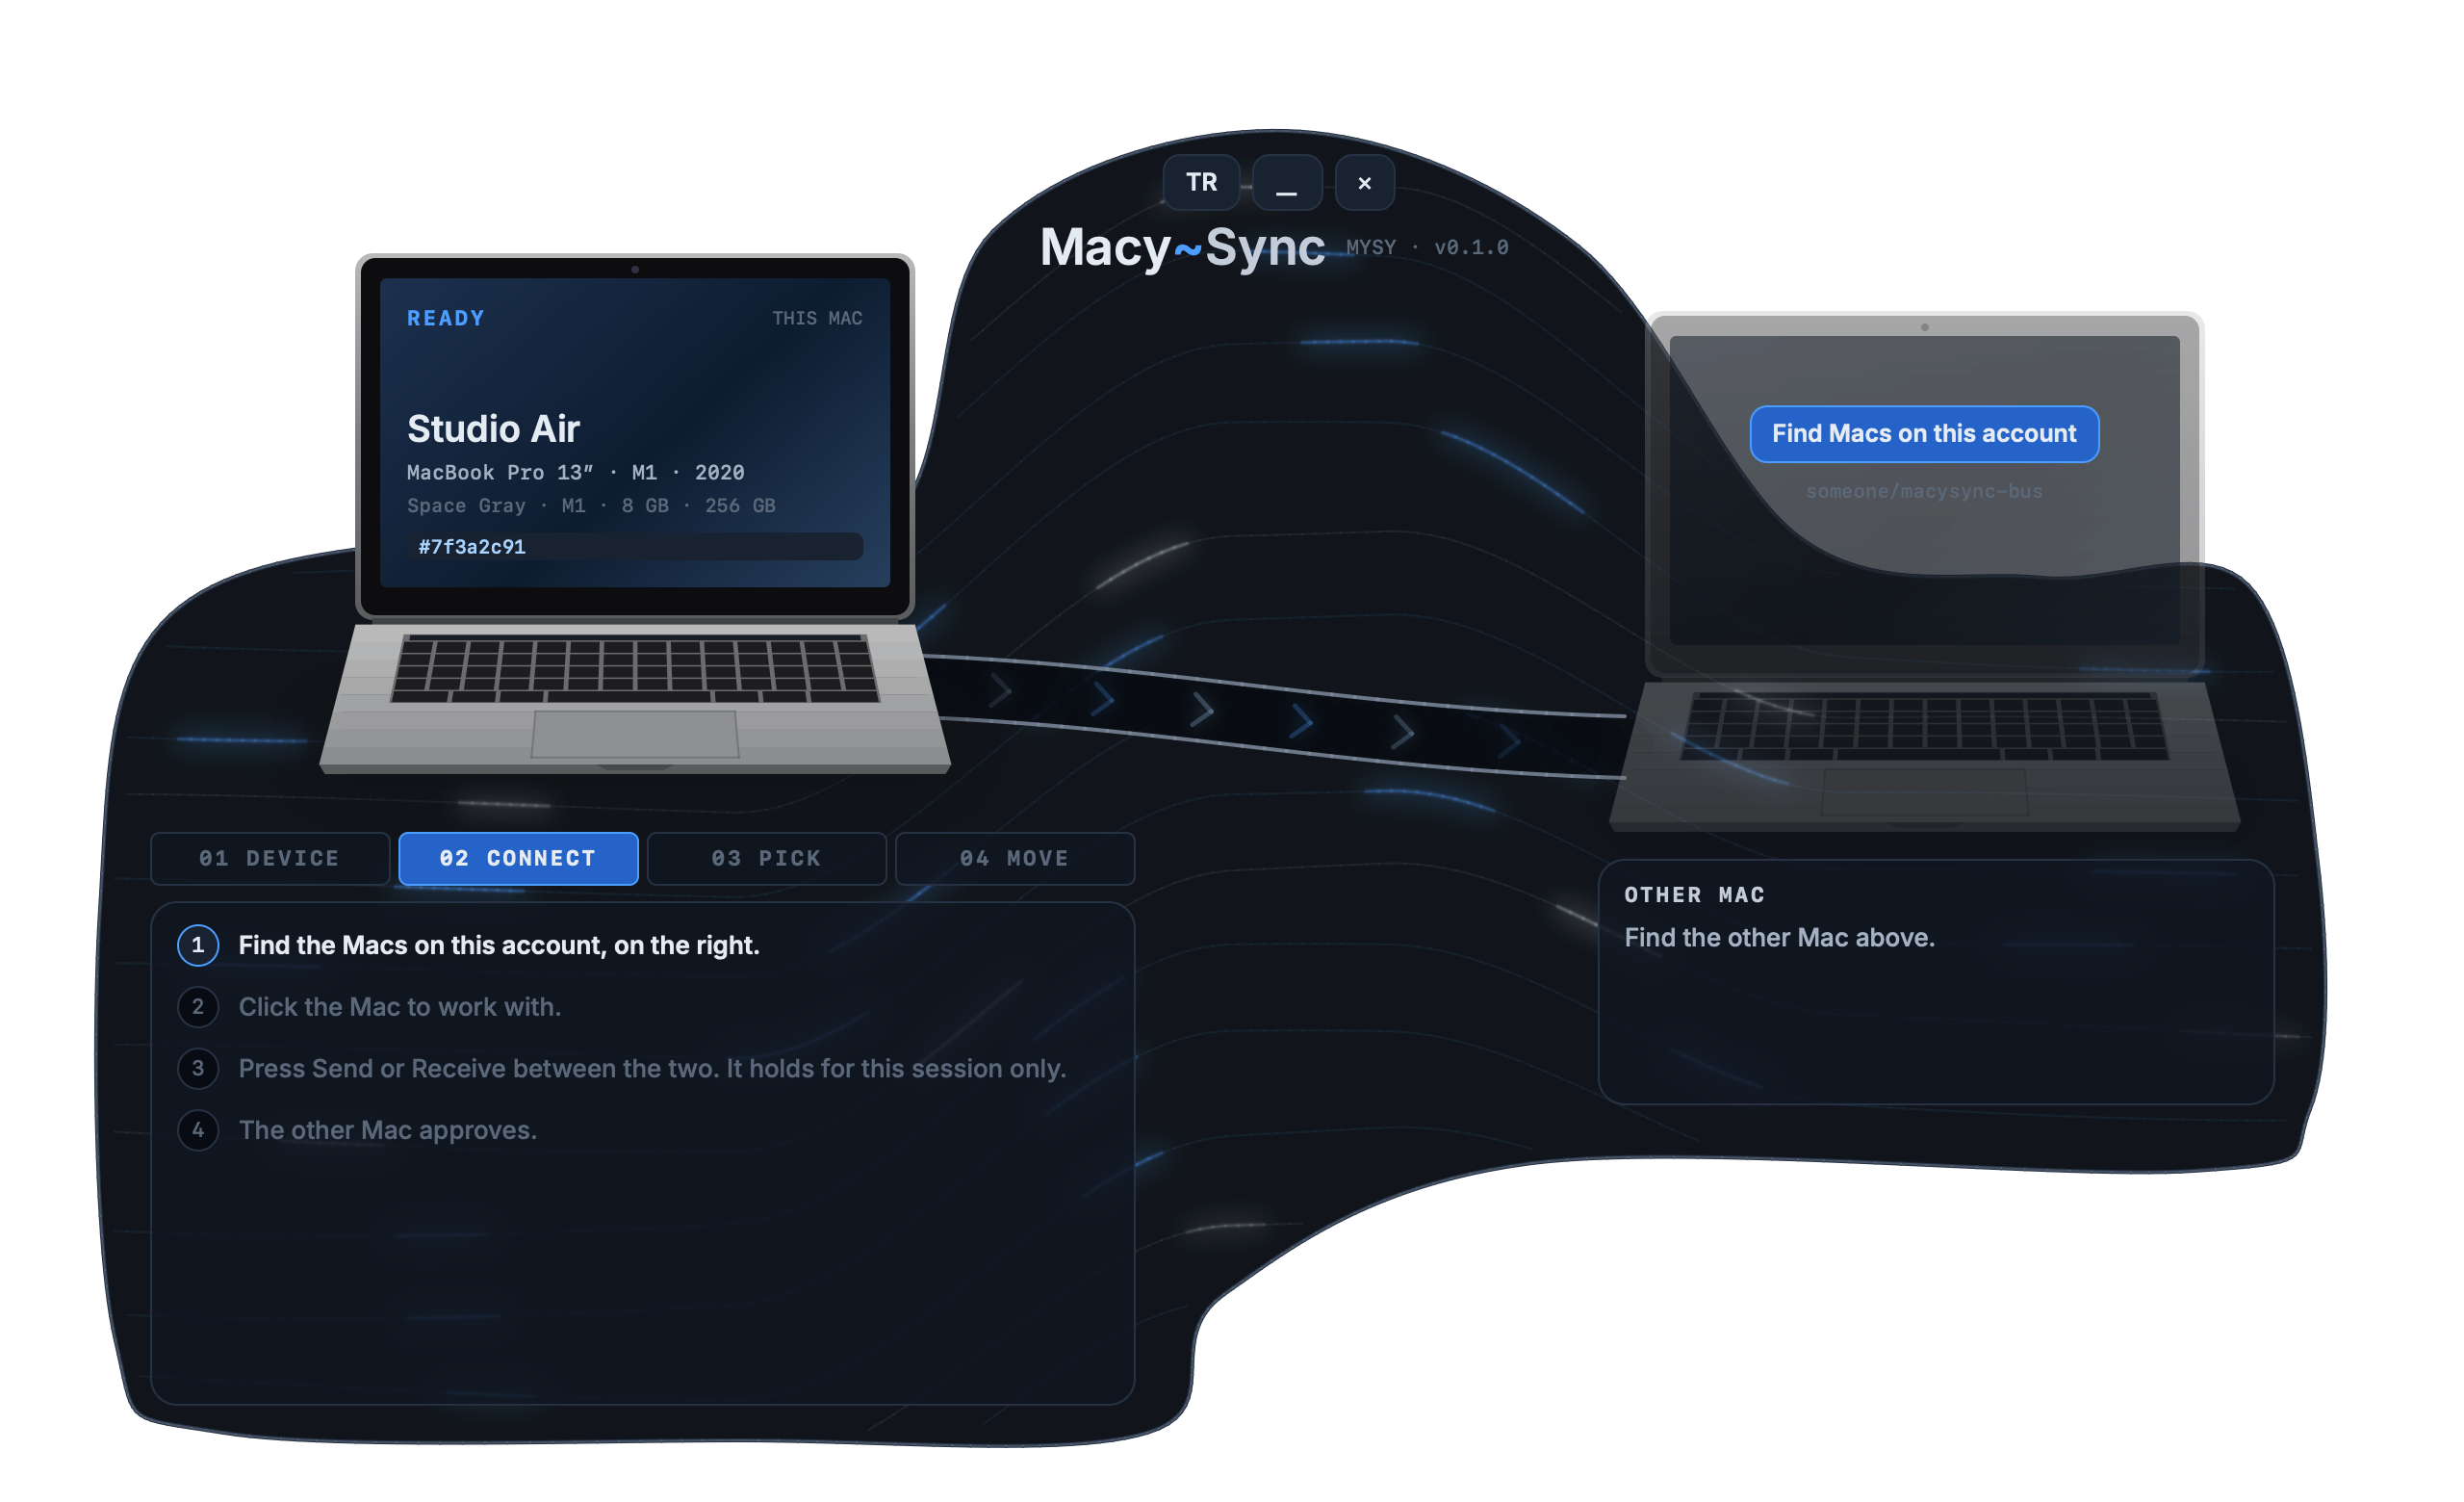 TR _ ×
Macy~Sync MYSY · v0.1.0
READY THIS MAC
Studio Air
MacBook Pro 13″ · M1 · 2020
Space Gray · M1 · 8 GB · 256 GB
#7f3a2c91
Find Macs on this account
someone/macysync-bus
01 DEVICE 02 CONNECT 03 PICK 04 MOVE
1 Find the Macs on this account, on the right.
2 Click the Mac to work with.
3 Press Send or Receive between the two. It holds for this session only.
4 The other Mac approves.
OTHER MAC
Find the other Mac above.